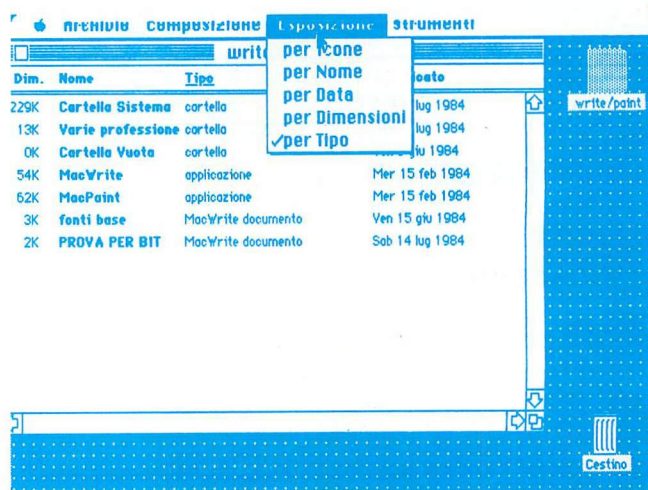 Archivio Composizione Esposizione Strumenti
write
per Icone
per Nome
per Data
per Dimensioni
✓per Tipo
Dim. Nome Tipo
229K Cartella Sistema cartella lug 1984
13K Varie professione cartella lug 1984
0K Cartella Vuota cartella giu 1984
54K MacWrite applicazione Mer 15 feb 1984
62K MacPaint applicazione Mer 15 feb 1984
3K fonti base MacWrite documento Ven 15 giu 1984
2K PROVA PER BIT MacWrite documento Sab 14 lug 1984
write/paint
Cestino